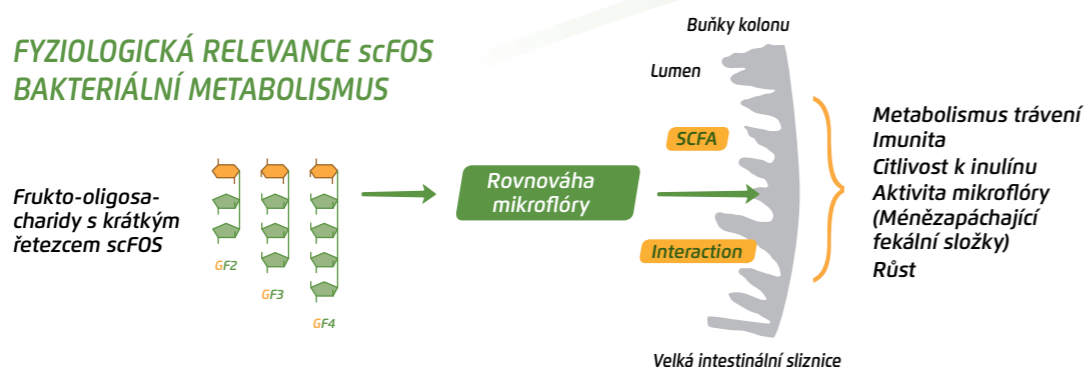 FYZIOLOGICKÁ RELEVANCE scFOS
BAKTERIÁLNÍ METABOLISMUS
Frukto-oligosa-
charidy s krátkým
řetezcem scFOS
GF2
GF3
GF4
Rovnováha
mikroflóry
Buňky kolonu
Lumen
SCFA
Interaction
Velká intestinální sliznice
Metabolismus trávení
Imunita
Citlivost k inulínu
Aktivita mikroflóry
(Ménězapáchající
fekální složky)
Růst